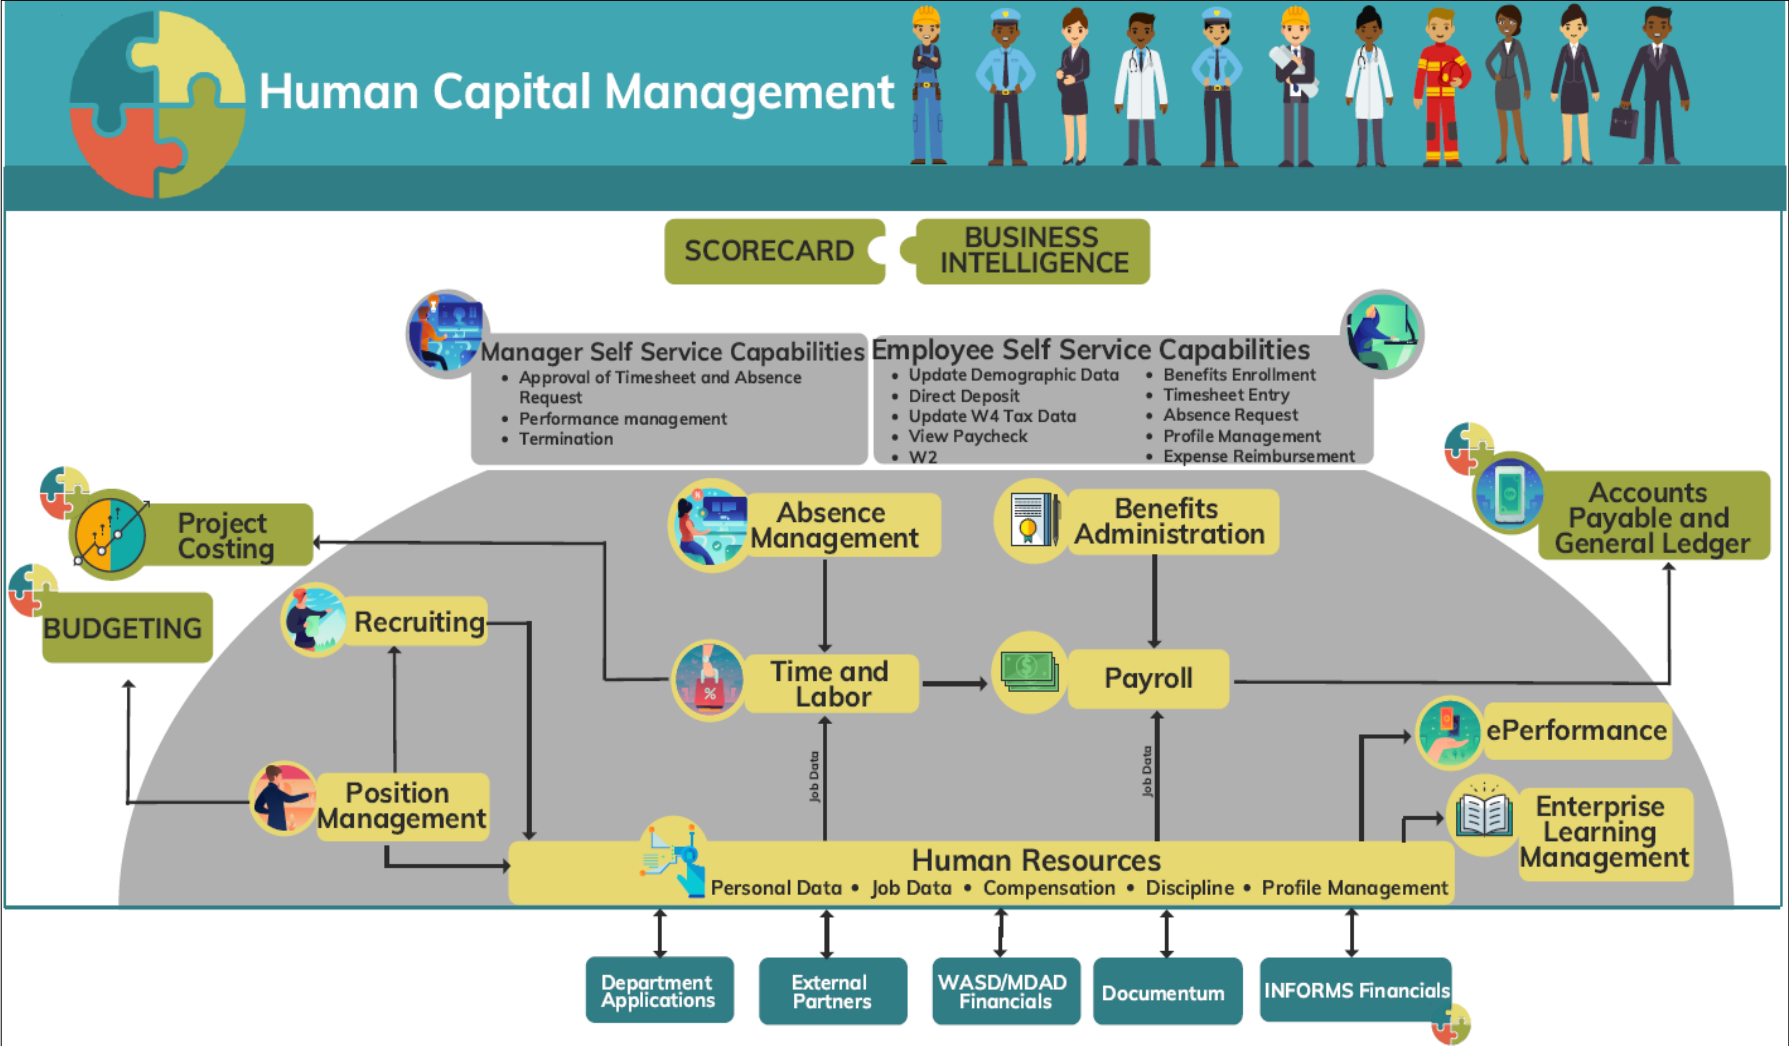 Human Capital Management
SCORECARD
BUSINESS
INTELLIGENCE
Manager Self Service Capabilities
• Approval of Timesheet and Absence
Request
• Performance management
• Termination
Employee Self Service Capabilities
• Update Demographic Data
• Direct Deposit
• Update W4 Tax Data
• View Paycheck
• W2
• Benefits Enrollment
• Timesheet Entry
• Absence Request
• Profile Management
• Expense Reimbursement
Project
Costing
Absence
Management
Benefits
Administration
Accounts
Payable and
General Ledger
BUDGETING
Recruiting
Time and
Labor
%
Payroll
$
ePerformance
Position
Management
Job Data
Job Data
Enterprise
Learning
Management
Human Resources
Personal Data • Job Data • Compensation • Discipline • Profile Management
Department
Applications
External
Partners
WASD/MDAD
Financials
Documentum
INFORMS Financials